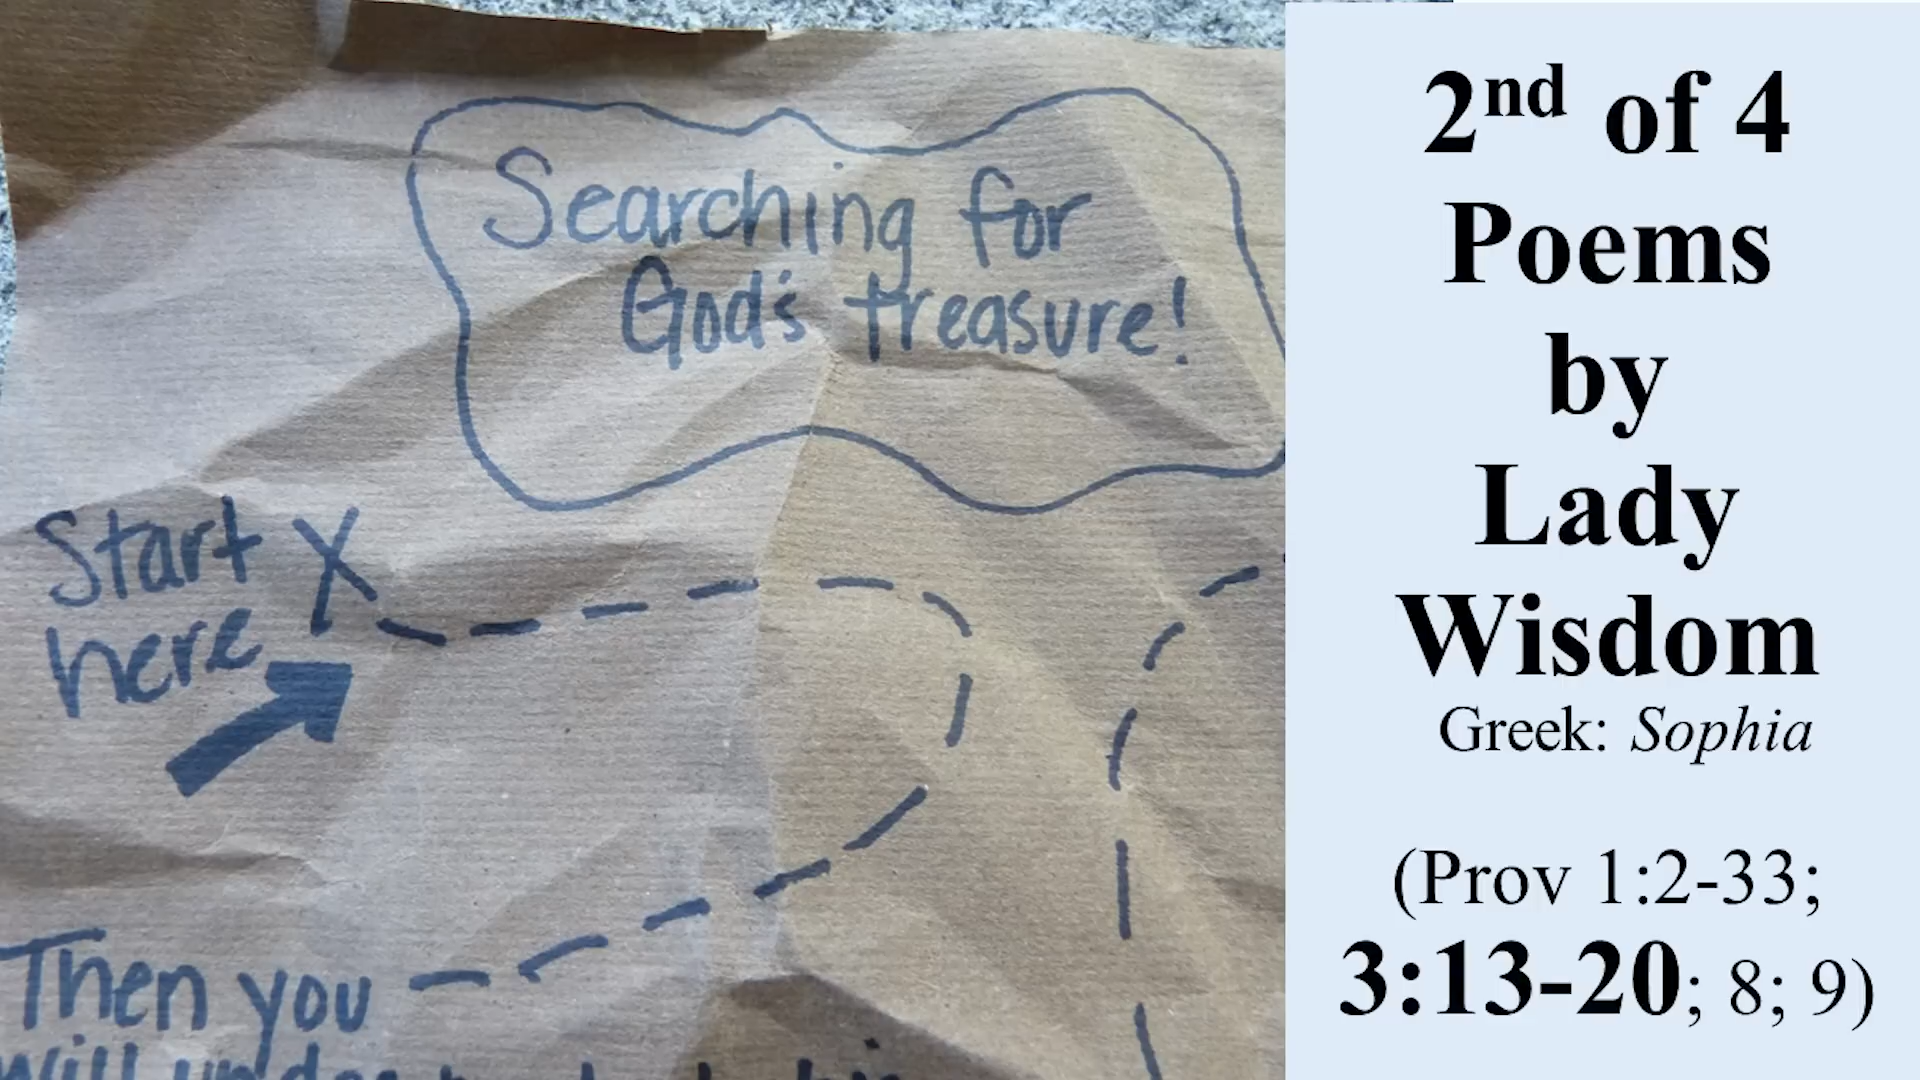 Searching for
God's treasure!
Start X
here
Then you
will
2nd of 4
Poems
by
Lady
Wisdom
Greek: Sophia
(Prov 1:2-33;
3:13-20; 8; 9)